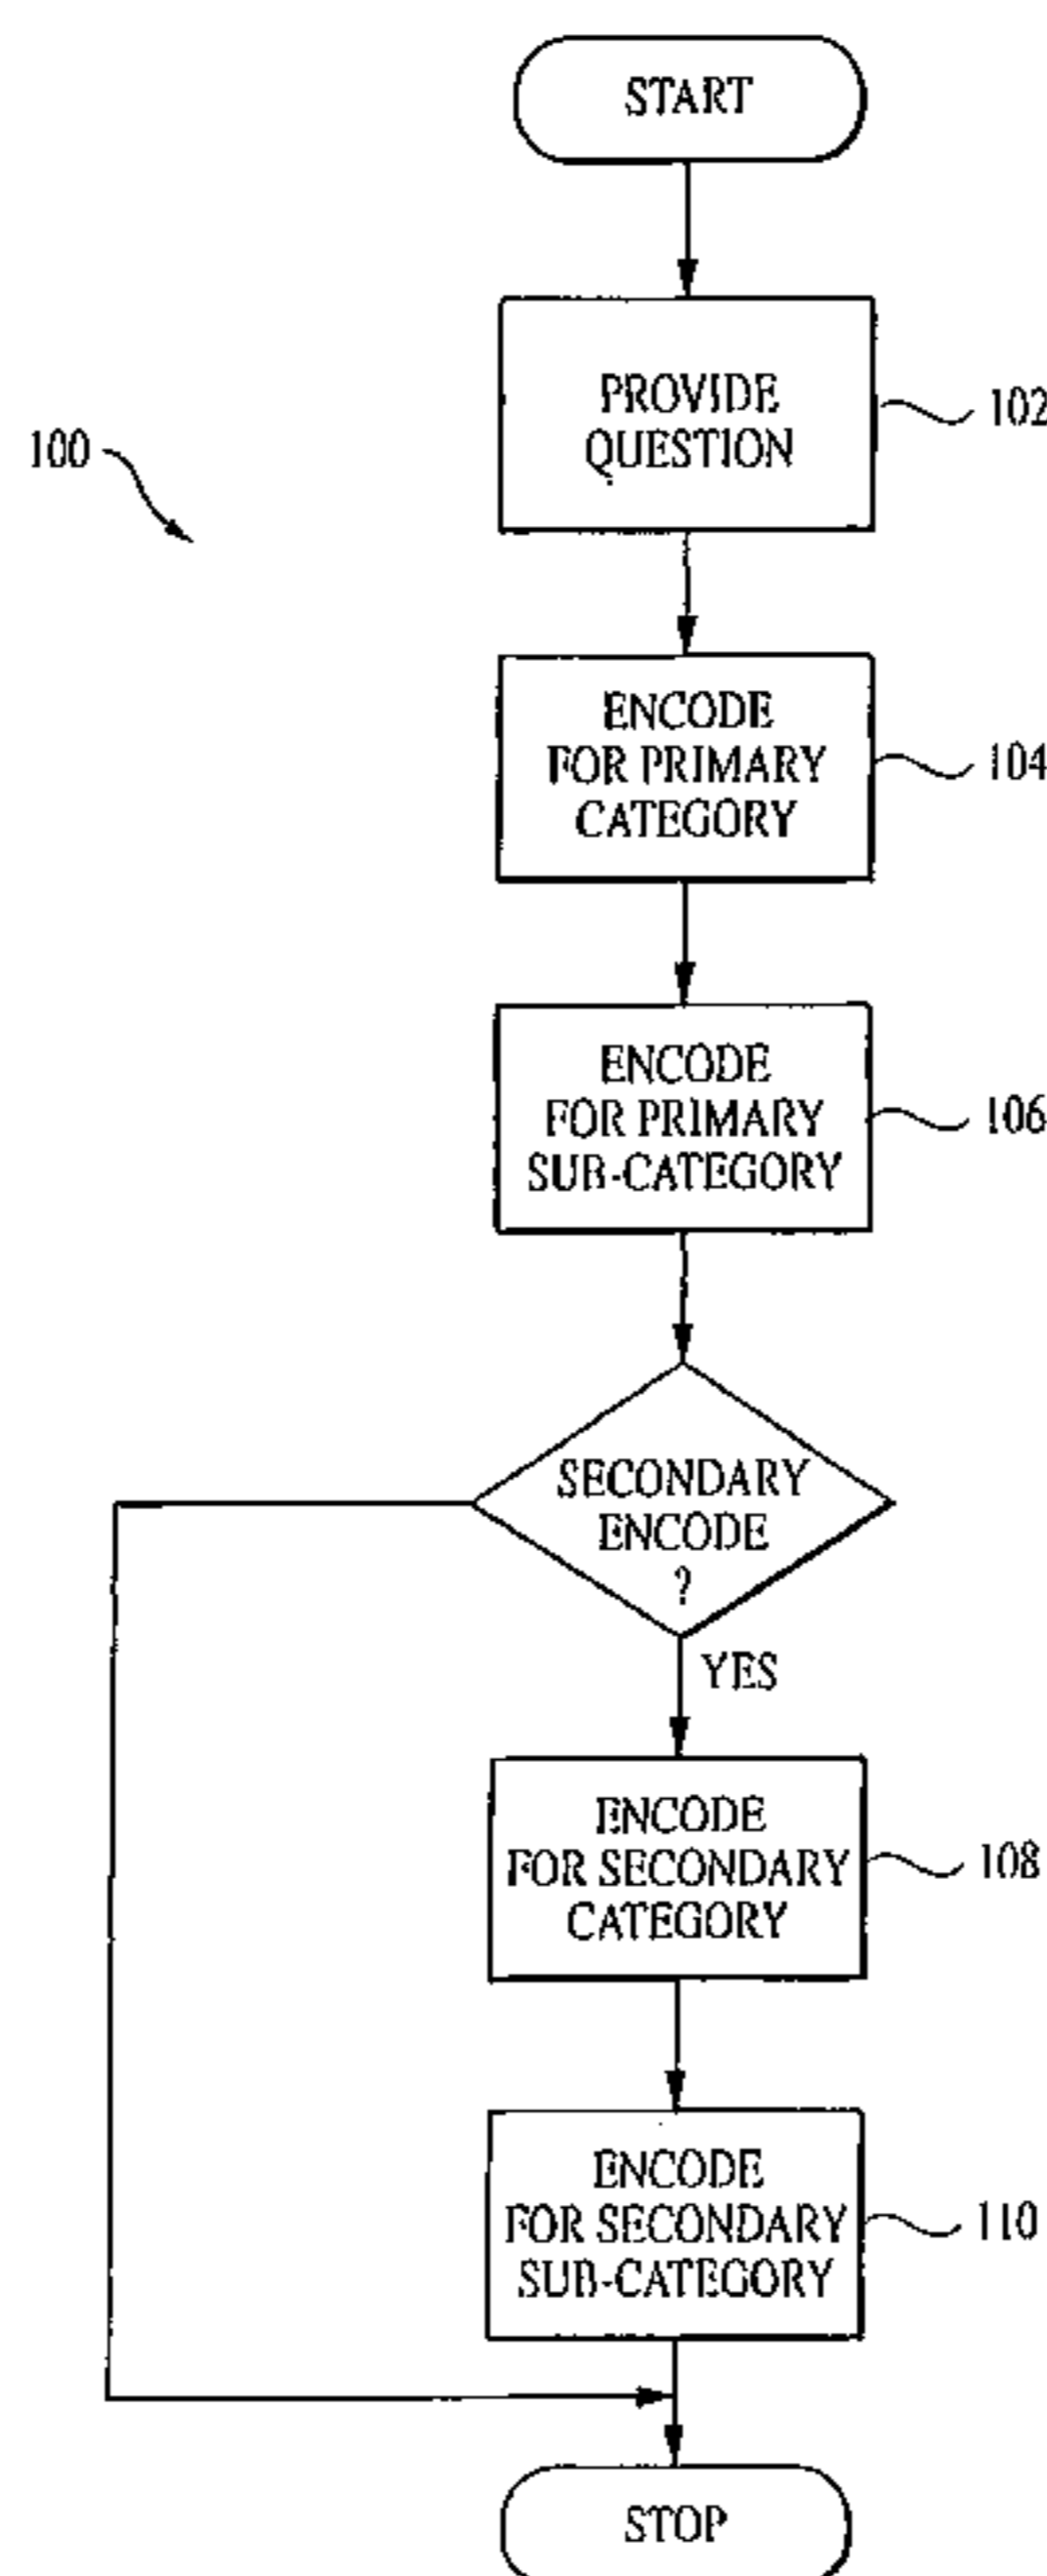 START
PROVIDE
QUESTION
102
100
ENCODE
FOR PRIMARY
CATEGORY
104
ENCODE
FOR PRIMARY
SUB-CATEGORY
106
SECONDARY
ENCODE
?
YES
ENCODE
FOR SECONDARY
CATEGORY
108
ENCODE
FOR SECONDARY
SUB-CATEGORY
110
STOP